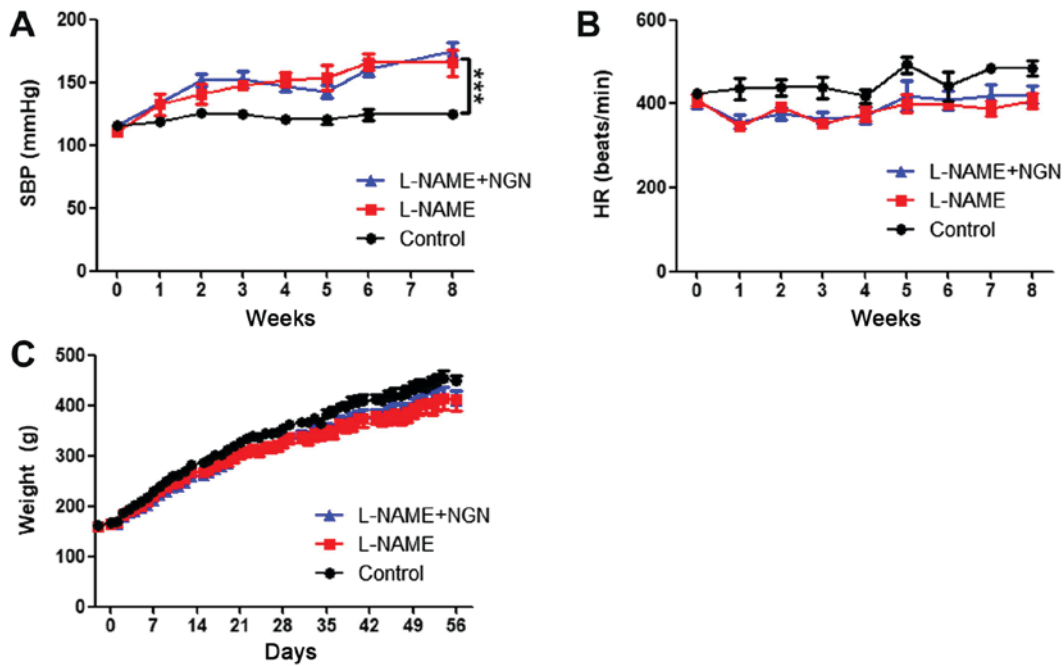 A
200
150
100
50
0
SBP (mmHg)
***
L-NAME+NGN
L-NAME
Control
0 1 2 3 4 5 6 7 8
Weeks
B
600
400
200
0
HR (beats/min)
L-NAME+NGN
L-NAME
Control
0 1 2 3 4 5 6 7 8
Weeks
C
500
400
300
200
100
0
Weight (g)
L-NAME+NGN
L-NAME
Control
0 7 14 21 28 35 42 49 56
Days